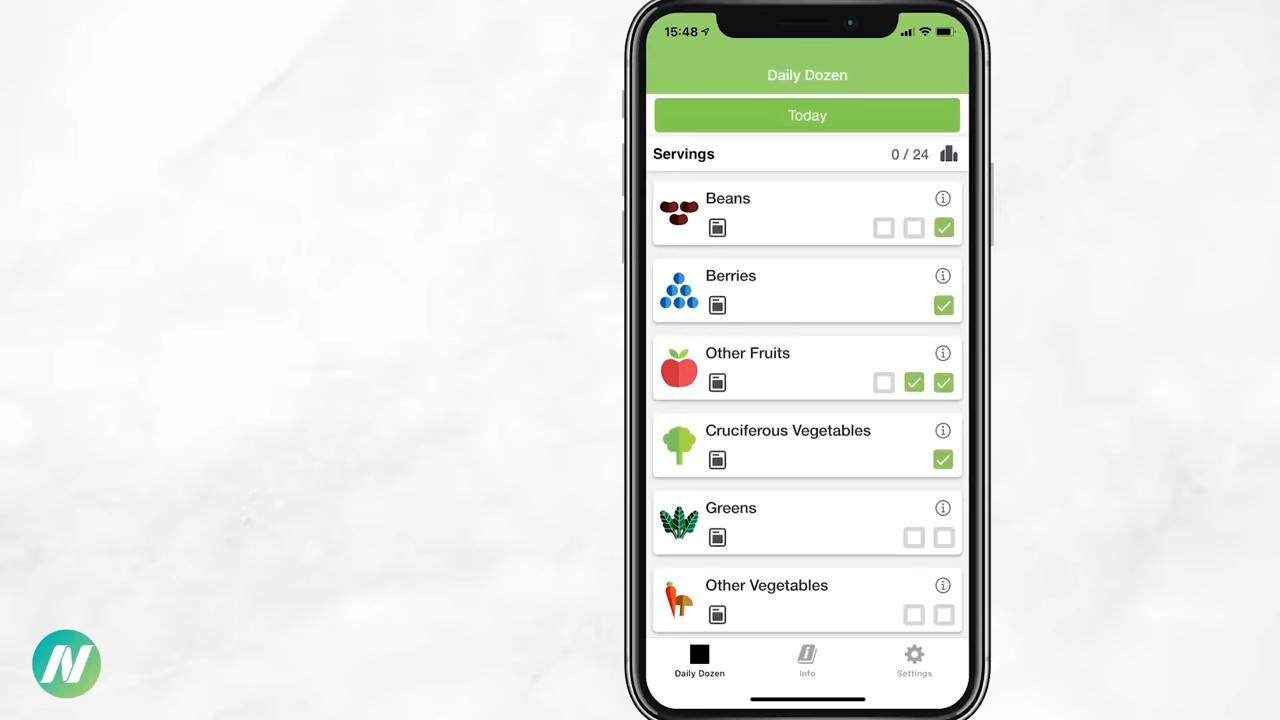 15:48
Daily Dozen
Today
Servings 0 / 24
Beans
Berries
Other Fruits
Cruciferous Vegetables
Greens
Other Vegetables
Daily Dozen Info Settings